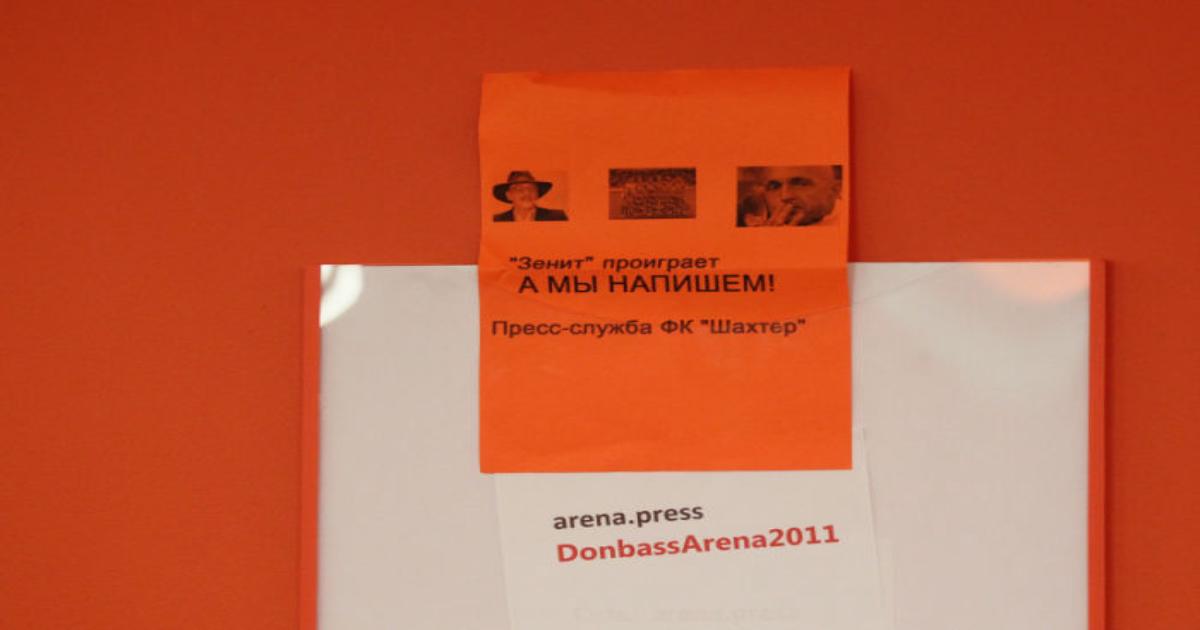 "Зенит" проиграет
А МЫ НАПИШЕМ!
Пресс-служба ФК "Шахтер"
arena.press
DonbassArena2011